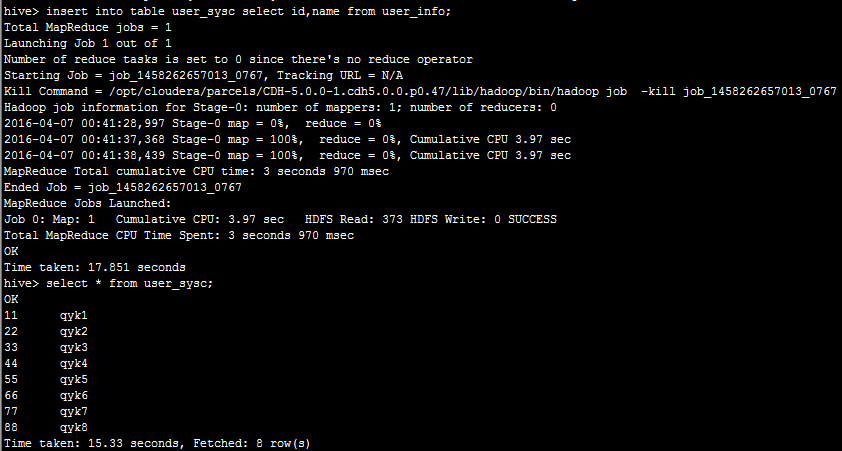 hive> insert into table user_sysc select id,name from user_info;
Total MapReduce jobs = 1
Launching Job 1 out of 1
Number of reduce tasks is set to 0 since there's no reduce operator
Starting Job = job_1458262657013_0767, Tracking URL = N/A
Kill Command = /opt/cloudera/parcels/CDH-5.0.0-1.cdh5.0.0.p0.47/lib/hadoop/bin/hadoop job  -kill job_1458262657013_0767
Hadoop job information for Stage-0: number of mappers: 1; number of reducers: 0
2016-04-07 00:41:28,997 Stage-0 map = 0%,  reduce = 0%
2016-04-07 00:41:37,368 Stage-0 map = 100%,  reduce = 0%, Cumulative CPU 3.97 sec
2016-04-07 00:41:38,439 Stage-0 map = 100%,  reduce = 0%, Cumulative CPU 3.97 sec
MapReduce Total cumulative CPU time: 3 seconds 970 msec
Ended Job = job_1458262657013_0767
MapReduce Jobs Launched:
Job 0: Map: 1   Cumulative CPU: 3.97 sec   HDFS Read: 373 HDFS Write: 0 SUCCESS
Total MapReduce CPU Time Spent: 3 seconds 970 msec
OK
Time taken: 17.851 seconds
hive> select * from user_sysc;
OK
11      qyk1
22      qyk2
33      qyk3
44      qyk4
55      qyk5
66      qyk6
77      qyk7
88      qyk8
Time taken: 15.33 seconds, Fetched: 8 row(s)